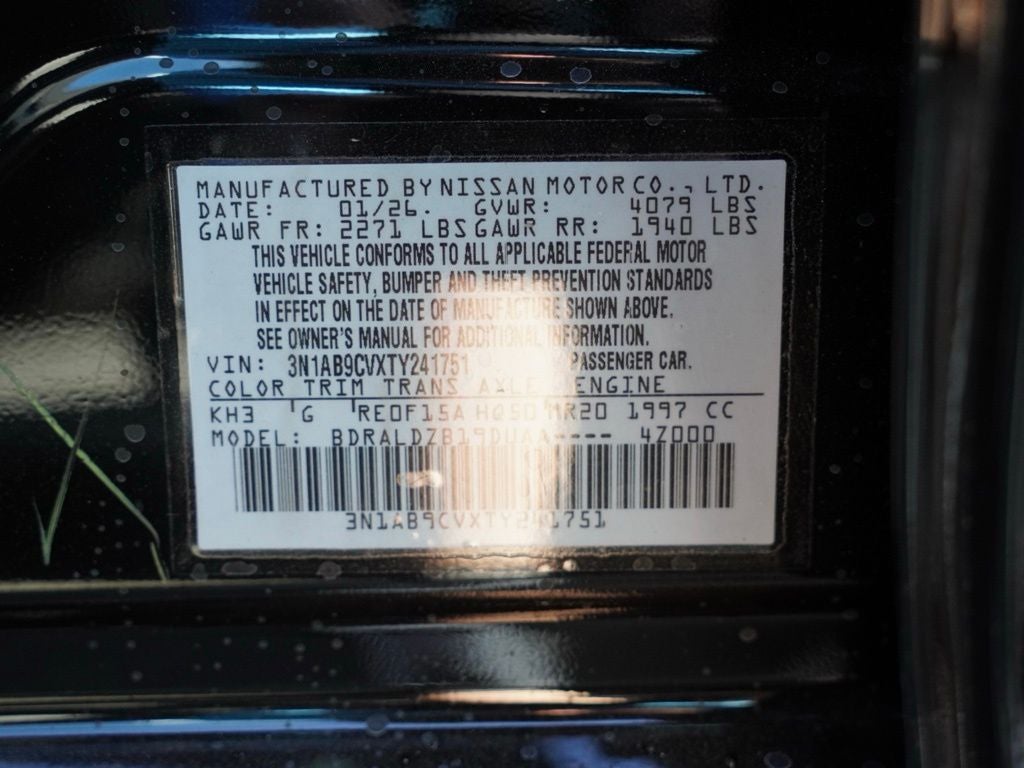 MANUFACTURED BY NISSAN MOTOR CO., LTD.
DATE: 01/26. GVWR: 4079 LBS
GAWR FR: 2271 LBS GAWR RR: 1940 LBS
THIS VEHICLE CONFORMS TO ALL APPLICABLE FEDERAL MOTOR
VEHICLE SAFETY, BUMPER AND THEFT PREVENTION STANDARDS
IN EFFECT ON THE DATE OF MANUFACTURE SHOWN ABOVE.
SEE OWNER'S MANUAL FOR ADDITIONAL INFORMATION.
VIN: 3N1AB9CVXTY241751 PASSENGER CAR.
COLOR TRIM TRANS AXLE ENGINE
KH3 G RE0F15A HQ50 MR20 1997 CC
MODEL: BDRALDZB19DUAA---- 4Z000
3N1AB9CVXTY241751